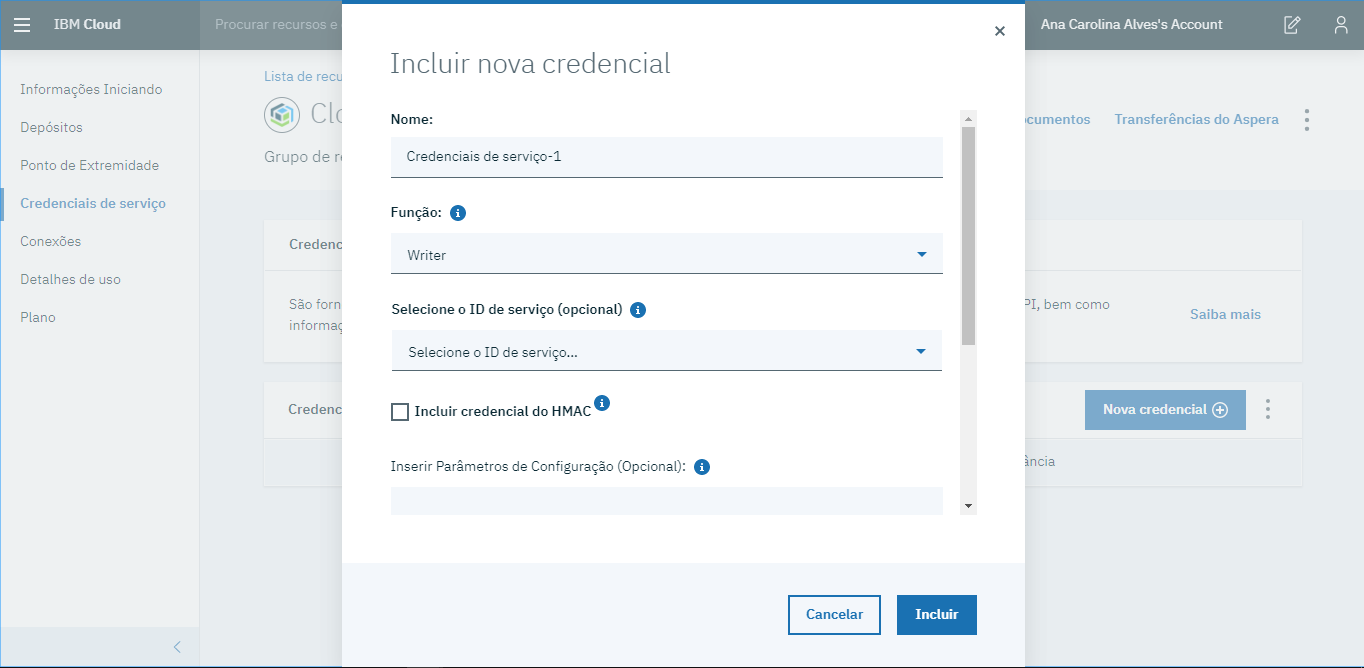 IBM Cloud
Procurar recursos e
Ana Carolina Alves's Account
Informações Iniciando
Depósitos
Ponto de Extremidade
Credenciais de serviço
Conexões
Detalhes de uso
Plano
Lista de recu
Clo
Grupo de re
ocumentos
Transferências do Aspera
Credenc
São forn
informaç
PI, bem como
Saiba mais
Credenc
Nova credencial
ância
Incluir nova credencial
Nome:
Credenciais de serviço-1
Função:
Writer
Selecione o ID de serviço (opcional)
Selecione o ID de serviço...
Incluir credencial do HMAC
Inserir Parâmetros de Configuração (Opcional):
Cancelar
Incluir